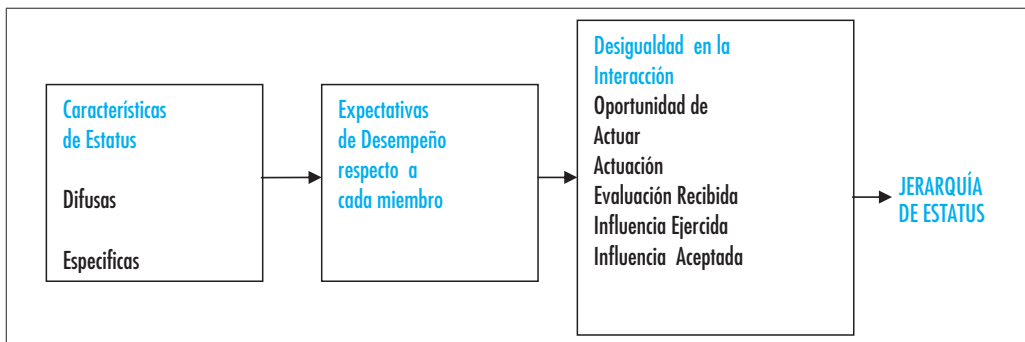 Características
de Estatus
Difusas
Especificas
Expectativas
de Desempeño
respecto a
cada miembro
Desigualdad en la
Interacción
Oportunidad de
Actuar
Actuación
Evaluación Recibida
Influencia Ejercida
Influencia Aceptada
JERARQUÍA
DE ESTATUS